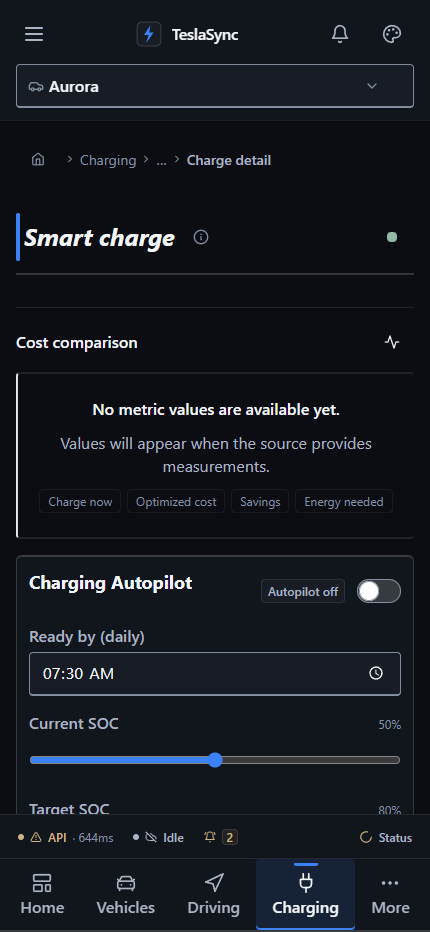 TeslaSync
Aurora
Charging ... Charge detail
Smart charge
Cost comparison
No metric values are available yet.
Values will appear when the source provides
measurements.
Charge now Optimized cost Savings Energy needed
Charging Autopilot
Autopilot off
Ready by (daily)
07:30 AM
Current SOC 50%
Target SOC 80%
API · 644ms Idle 2 Status
Home Vehicles Driving Charging More